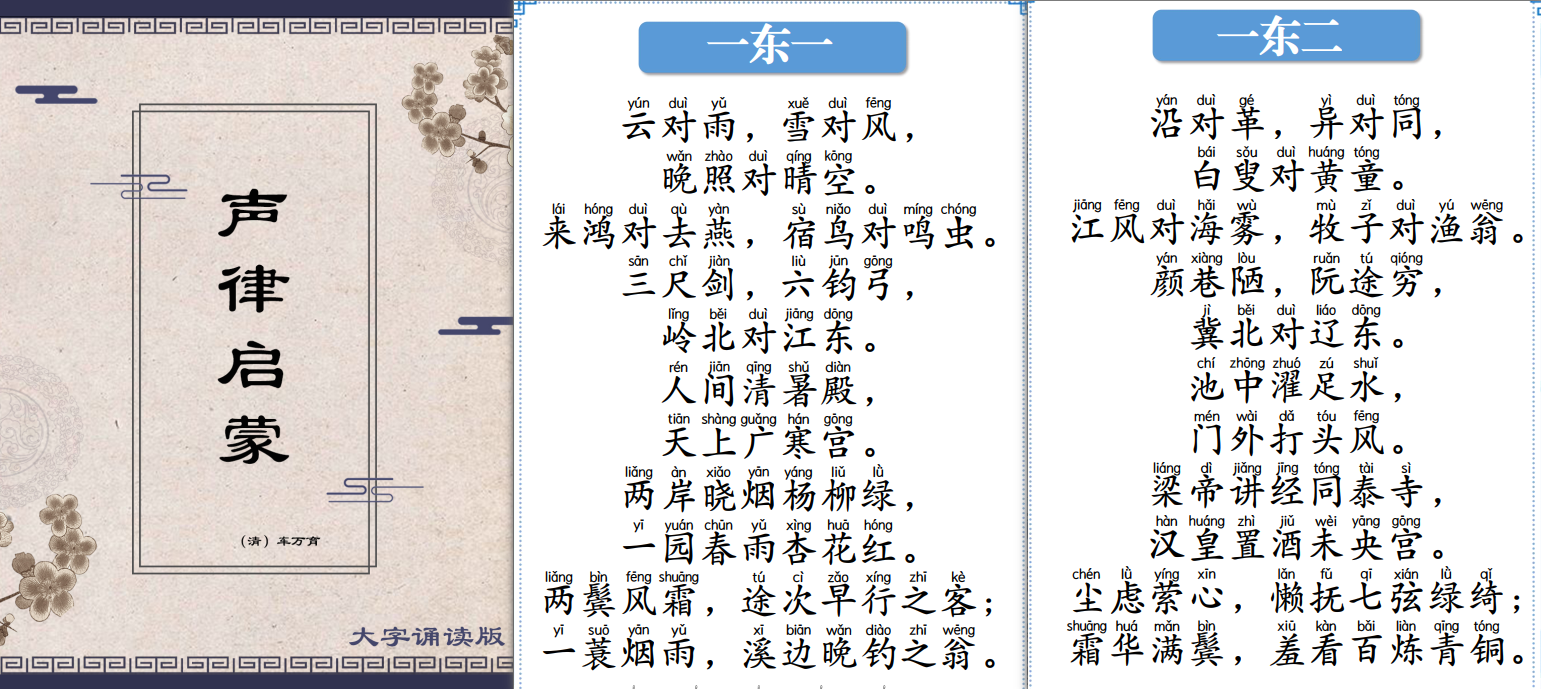 声律启蒙
（清）车万育
大字诵读版
一东一
yún duì yǔ xuě duì fēng
云对雨，雪对风，
wǎn zhào duì qíng kōng
晚照对晴空。
lái hóng duì qù yàn sù niǎo duì míng chóng
来鸿对去燕，宿鸟对鸣虫。
sān chǐ jiàn liù jūn gōng
三尺剑，六钧弓，
lǐng běi duì jiāng dōng
岭北对江东。
rén jiān qīng shǔ diàn
人间清暑殿，
tiān shàng guǎng hán gōng
天上广寒宫。
liǎng àn xiǎo yān yáng liǔ lǜ
两岸晓烟杨柳绿，
yī yuán chūn yǔ xìng huā hóng
一园春雨杏花红。
liǎng bìn fēng shuāng tú cì zǎo xíng zhī kè
两鬓风霜，途次早行之客；
yī suō yān yǔ xī biān wǎn diào zhī wēng
一蓑烟雨，溪边晚钓之翁。
一东二
yán duì gé yì duì tóng
沿对革，异对同，
bái sǒu duì huáng tóng
白叟对黄童。
jiāng fēng duì hǎi wù mù zǐ duì yú wēng
江风对海雾，牧子对渔翁。
yán xiàng lòu ruǎn tú qióng
颜巷陋，阮途穷，
jì běi duì liáo dōng
冀北对辽东。
chí zhōng zhuó zú shuǐ
池中濯足水，
mén wài dǎ tóu fēng
门外打头风。
liáng dì jiǎng jīng tóng tài sì
梁帝讲经同泰寺，
hàn huáng zhì jiǔ wèi yāng gōng
汉皇置酒未央宫。
chén lǜ yíng xīn lǎn fǔ qī xián lǜ qǐ
尘虑萦心，懒抚七弦绿绮；
shuāng huá mǎn bìn xiū kàn bǎi liàn qīng tóng
霜华满鬓，羞看百炼青铜。